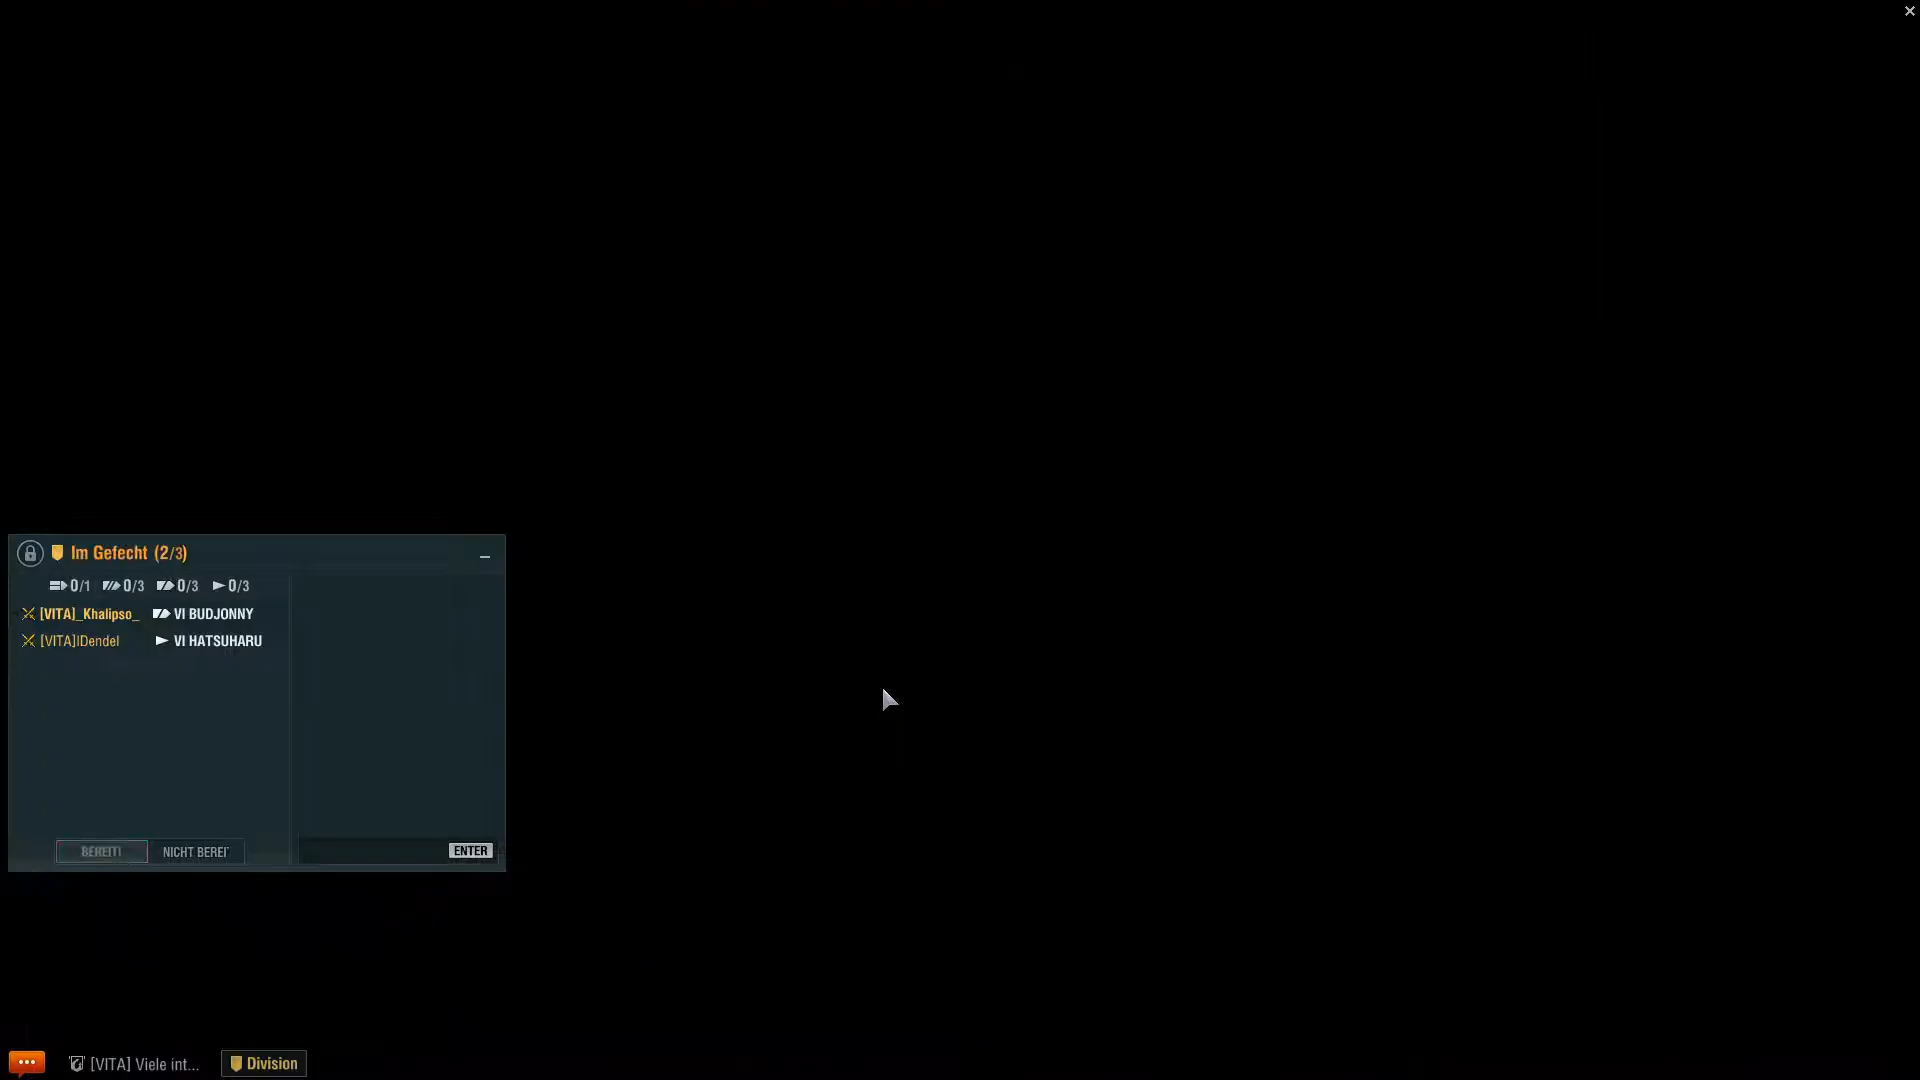 Im Gefecht (2/3)
0/1 0/3 0/3 0/3
[VITA]_Khalipso_ VI BUDJONNY
[VITA]IDendel VI HATSUHARU
BEREIT! NICHT BEREI
ENTER
[VITA] Viele int... Division